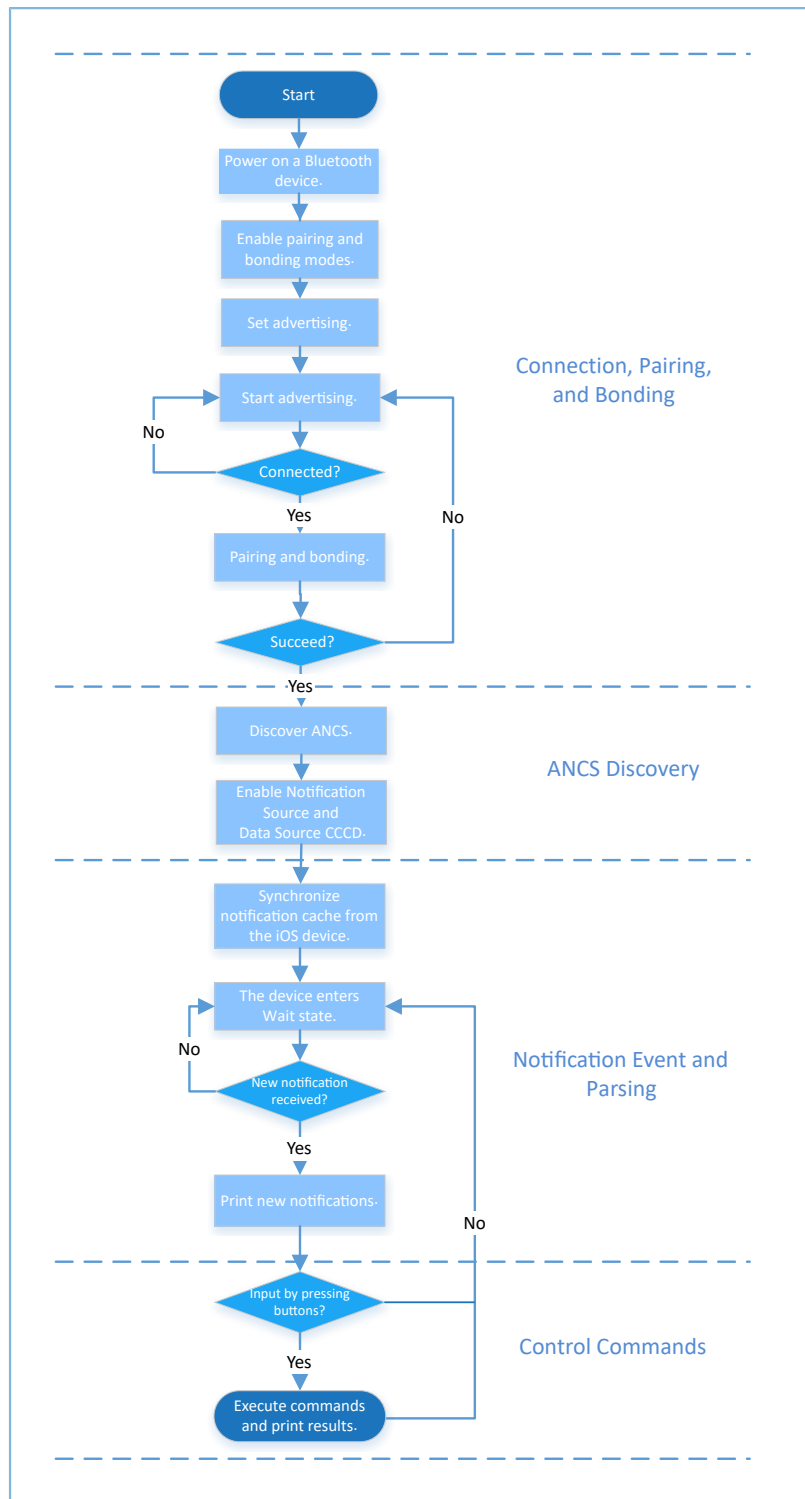 Start
Power on a Bluetooth
device.
Enable pairing and
bonding modes.
Set advertising.
Start advertising.
No
Connected?
Yes
No
Pairing and bonding.
Succeed?
Connection, Pairing,
and Bonding
Yes
Discover ANCS.
Enable Notification
Source and
Data Source CCCD.
ANCS Discovery
Synchronize
notification cache from
the iOS device.
The device enters
Wait state.
No
New notification
received?
Yes
Print new notifications.
No
Notification Event and
Parsing
Input by pressing
buttons?
Yes
Execute commands
and print results.
Control Commands